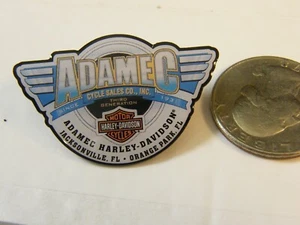 ADAMEC
CYCLE SALES CO., INC.
SINCE
THIRD
GENERATION
MOTOR
HARLEY-DAVIDSON
CYCLES
ADAMEC HARLEY-DAVIDSON
JACKSONVILLE, FL • ORANGE PARK, FL